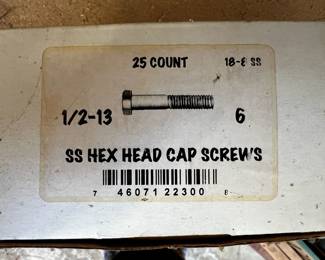 25 COUNT 18-8 SS
1/2-13 6
SS HEX HEAD CAP SCREWS
7 46071 22300 8